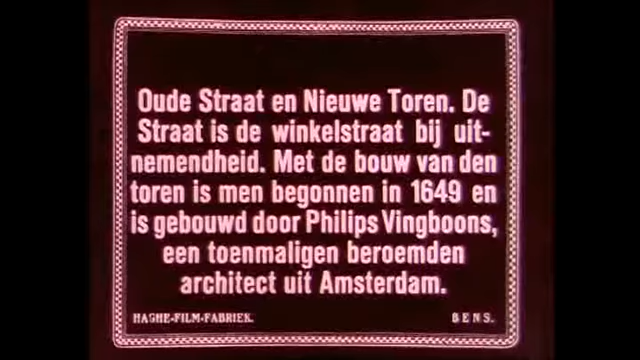 Oude Straat en Nieuwe Toren. De
Straat is de winkelstraat bij uit-
nemendheid. Met de bouw van den
toren is men begonnen in 1649 en
is gebouwd door Philips Vingboons,
een toenmaligen beroemden
architect uit Amsterdam.
HAGHE-FILM-FABRIEK. BENS.